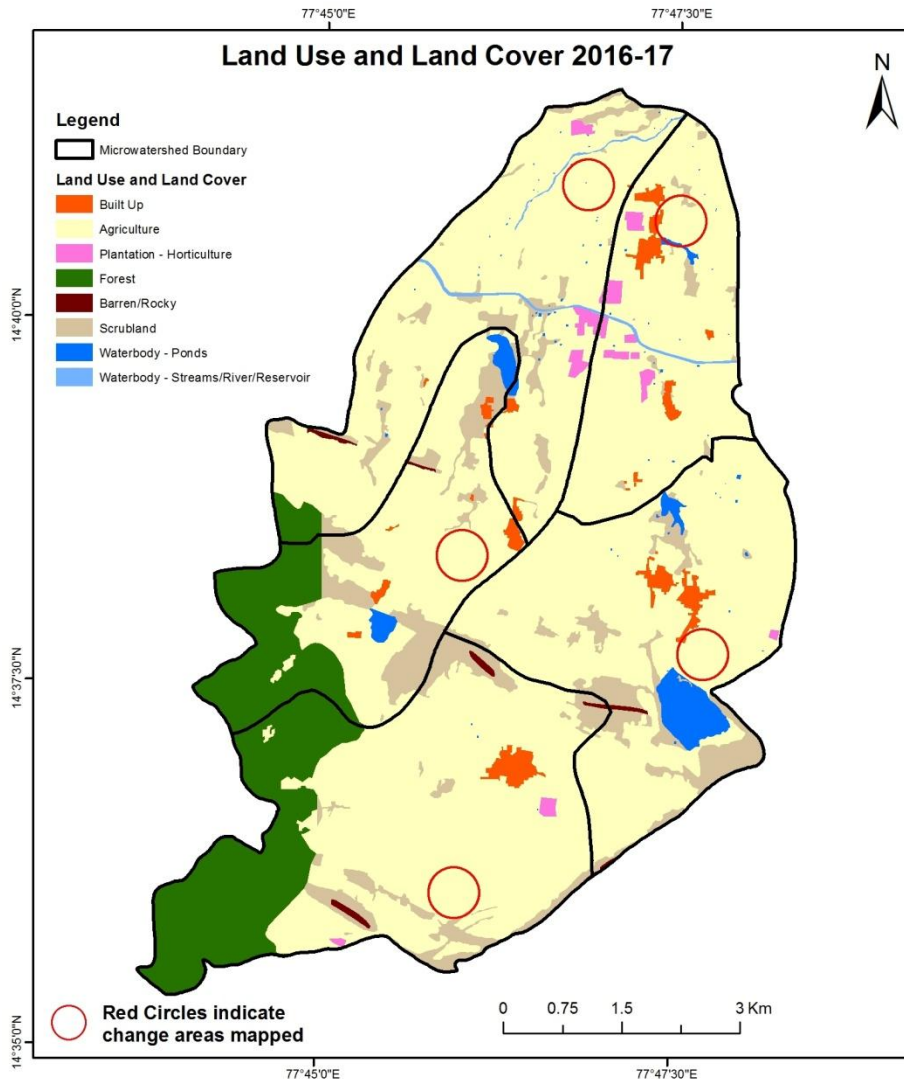 77°45'0"E
77°47'30"E
Land Use and Land Cover 2016-17
N
Legend
Microwatershed Boundary
Land Use and Land Cover
Built Up
Agriculture
Plantation - Horticulture
Forest
Barren/Rocky
Scrubland
Waterbody - Ponds
Waterbody - Streams/River/Reservoir
14°40'0"N
14°37'30"N
14°35'0"N
Red Circles indicate
change areas mapped
0 0.75 1.5 3 Km
77°45'0"E
77°47'30"E